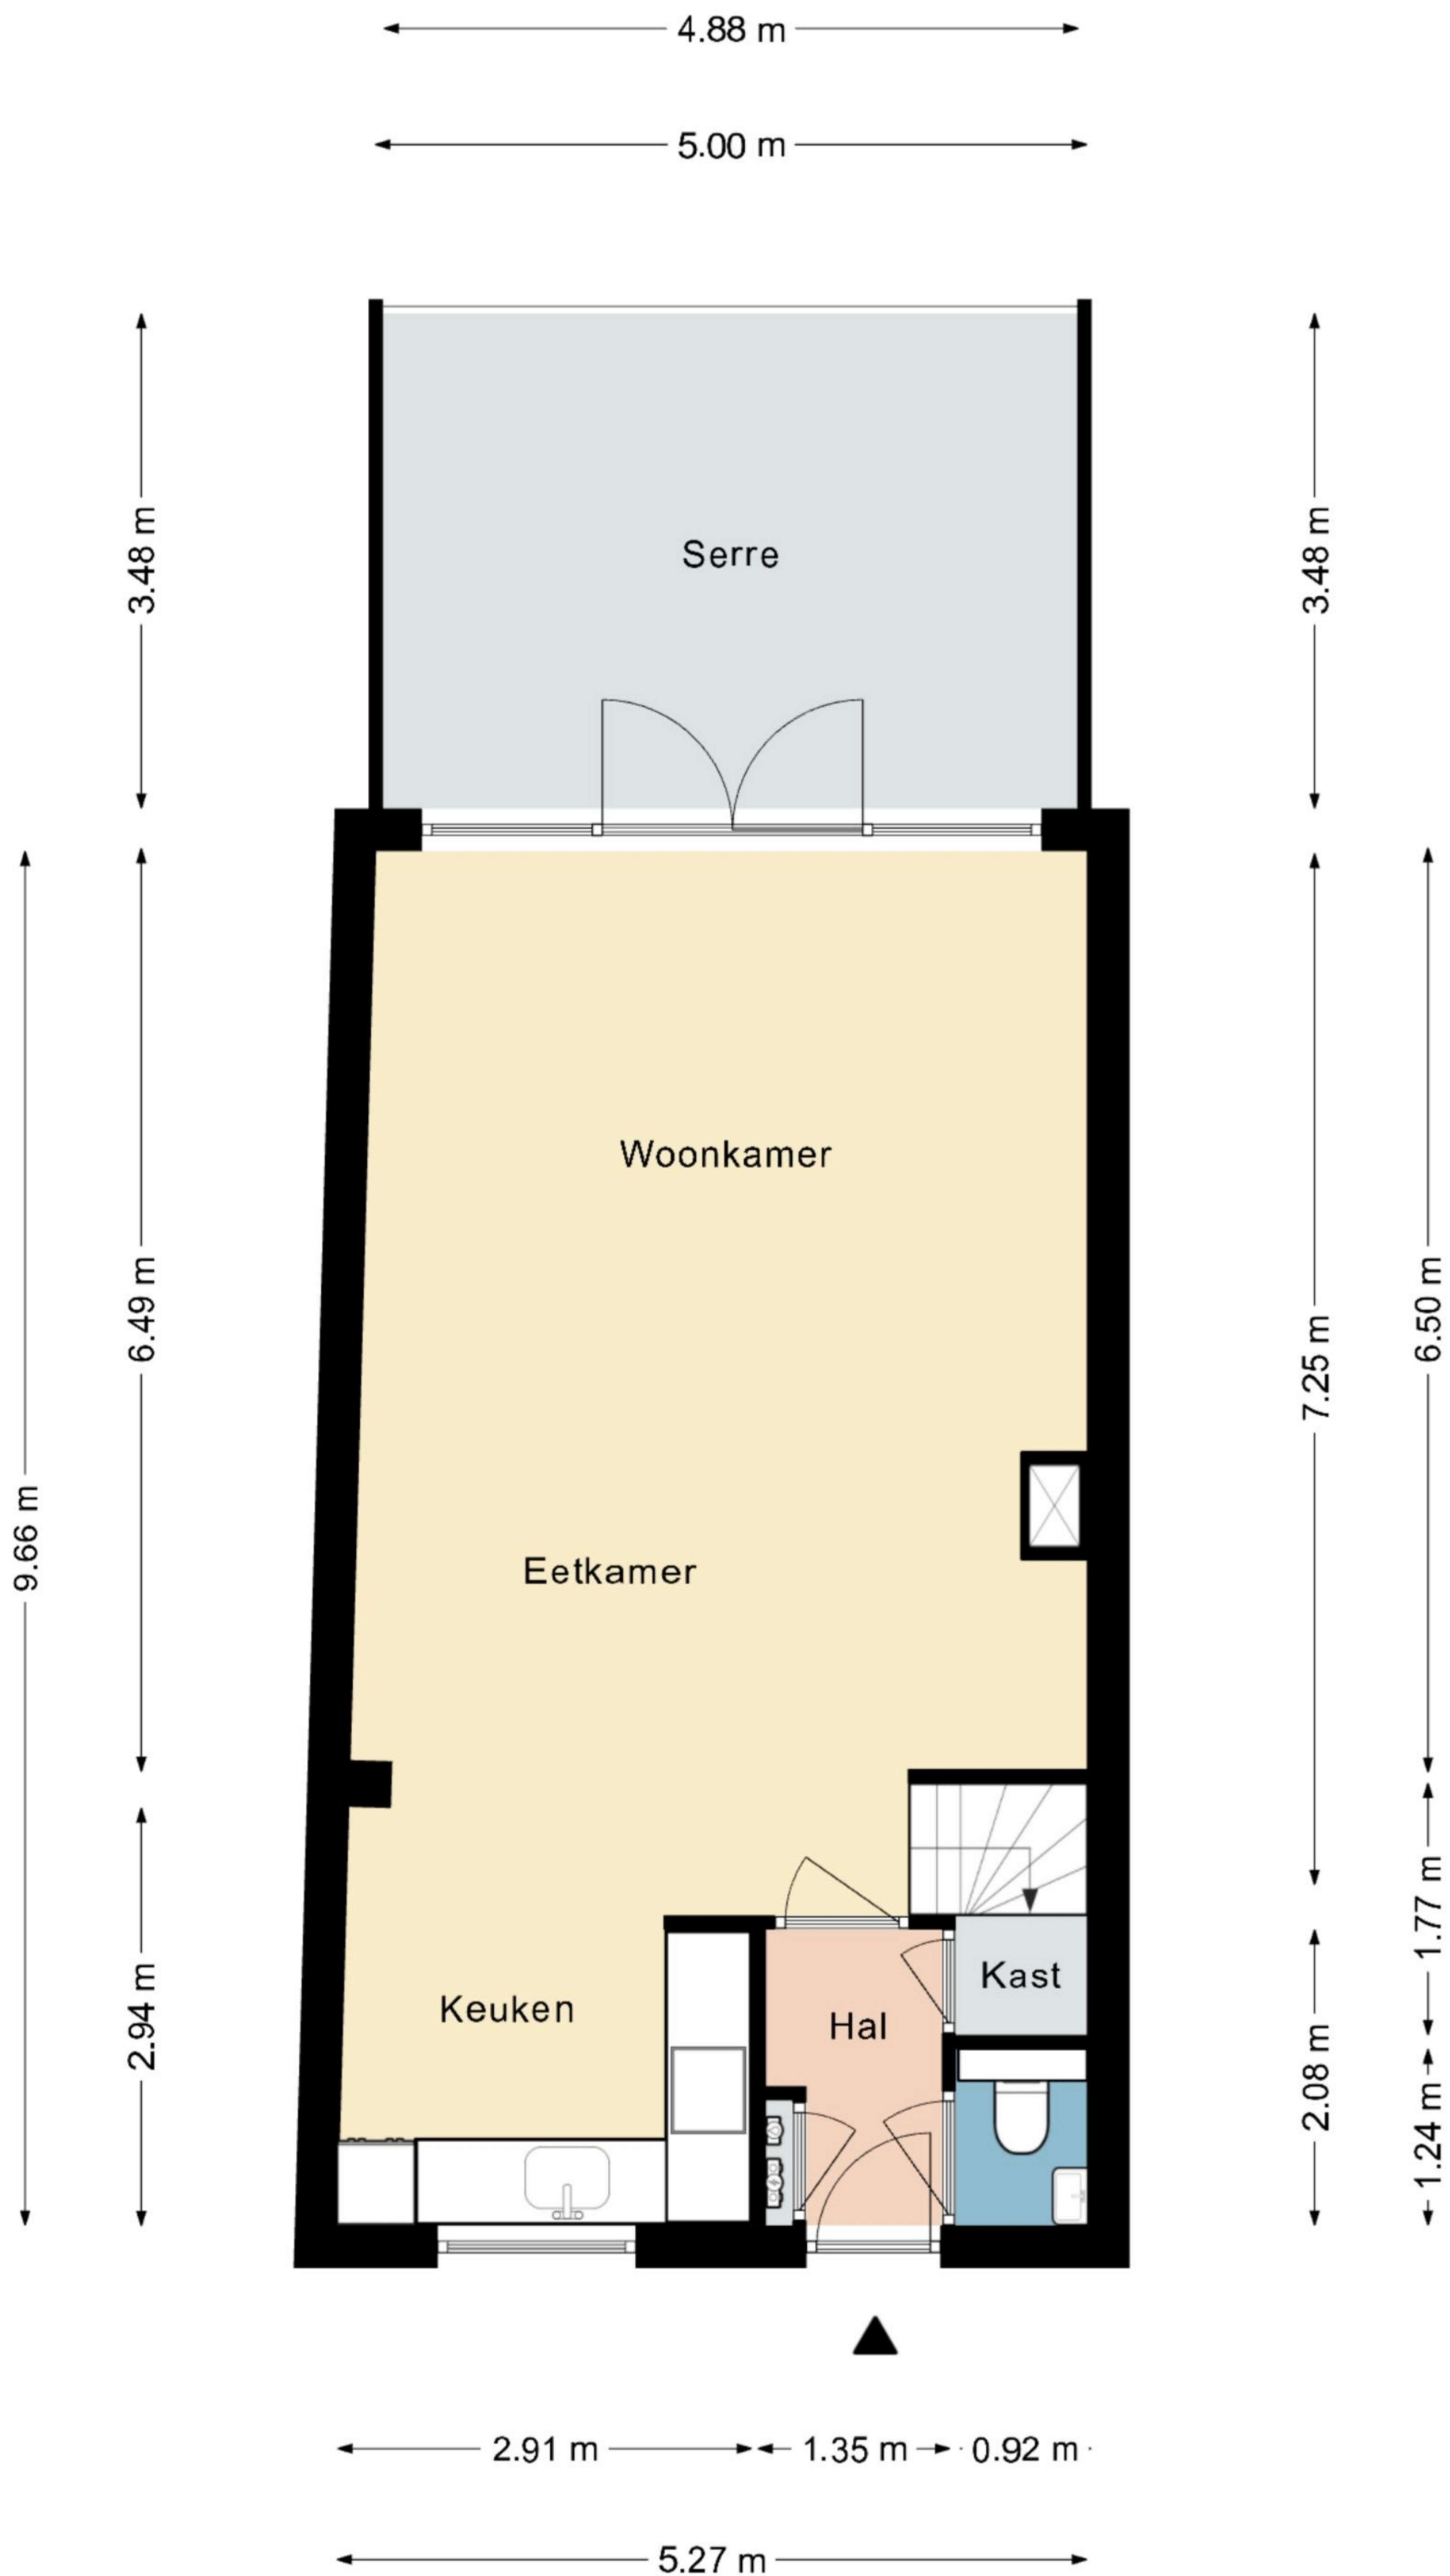 4.88 m
5.00 m
3.48 m
3.48 m
Serre
Woonkamer
6.49 m
6.50 m
7.25 m
9.66 m
Eetkamer
1.77 m
Kast
Keuken
Hal
2.94 m
2.08 m
1.24 m
2.91 m
1.35 m
0.92 m
5.27 m